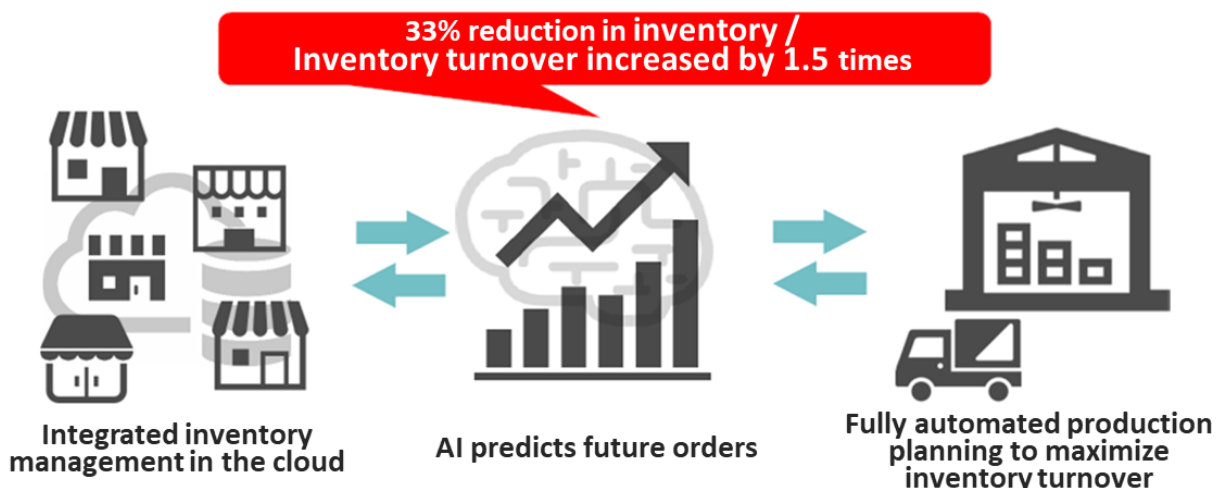 33% reduction in inventory /
Inventory turnover increased by 1.5 times
Integrated inventory
management in the cloud
AI predicts future orders
Fully automated production
planning to maximize
inventory turnover